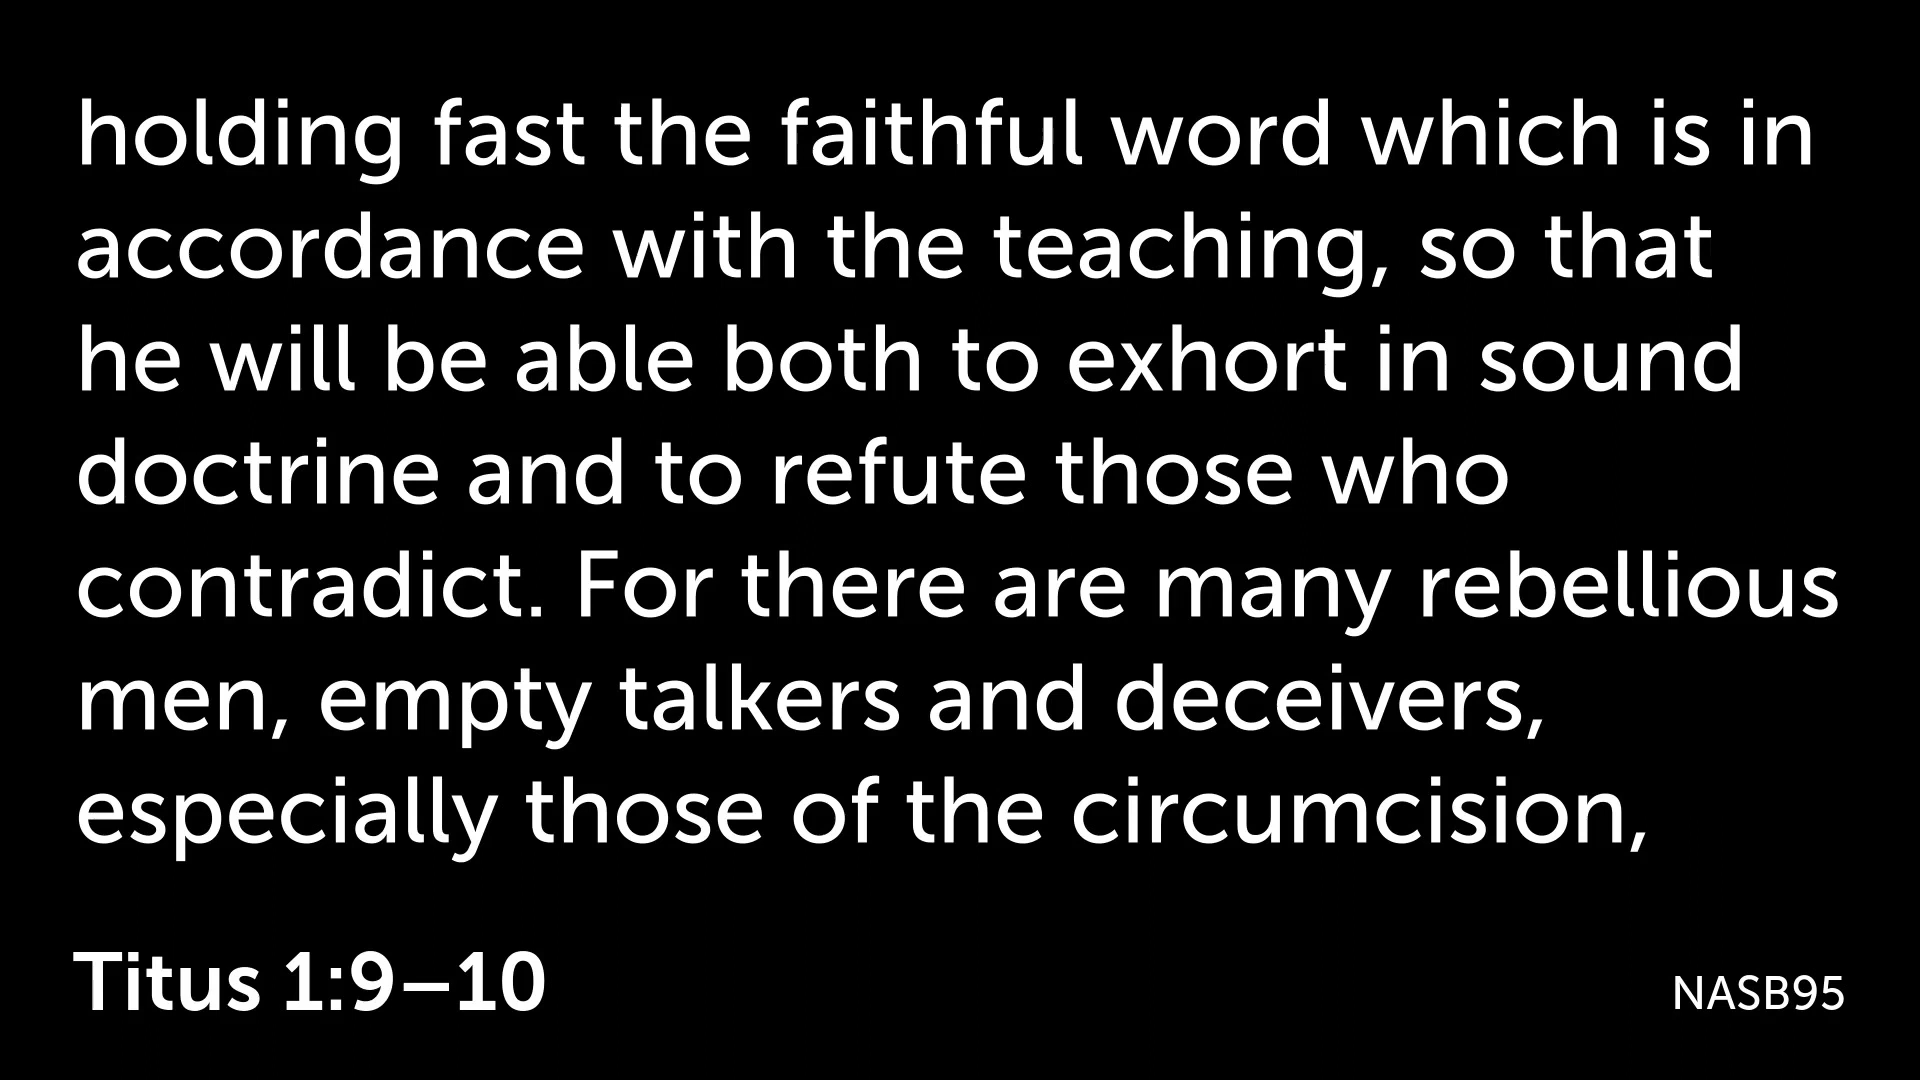 holding fast the faithful word which is in
accordance with the teaching, so that
he will be able both to exhort in sound
doctrine and to refute those who
contradict. For there are many rebellious
men, empty talkers and deceivers,
especially those of the circumcision,
Titus 1:9–10
NASB95